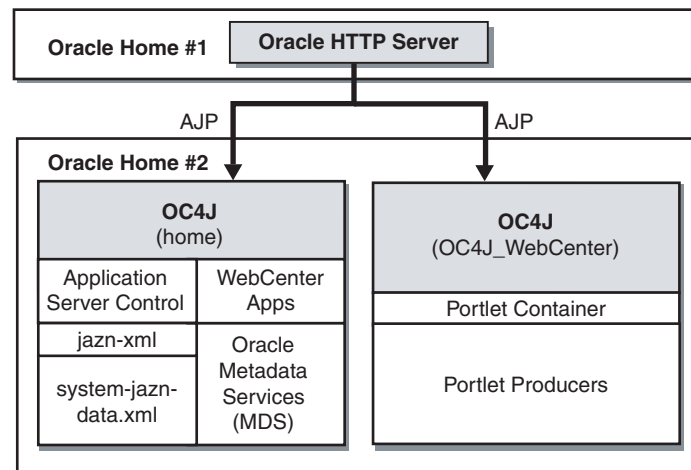 Oracle Home #1
Oracle HTTP Server
AJP
AJP
Oracle Home #2
OC4J
(home)
Application
Server Control
WebCenter
Apps
jazn-xml
system-jazn-
data.xml
Oracle
Metadata
Services
(MDS)
OC4J
(OC4J_WebCenter)
Portlet Container
Portlet Producers